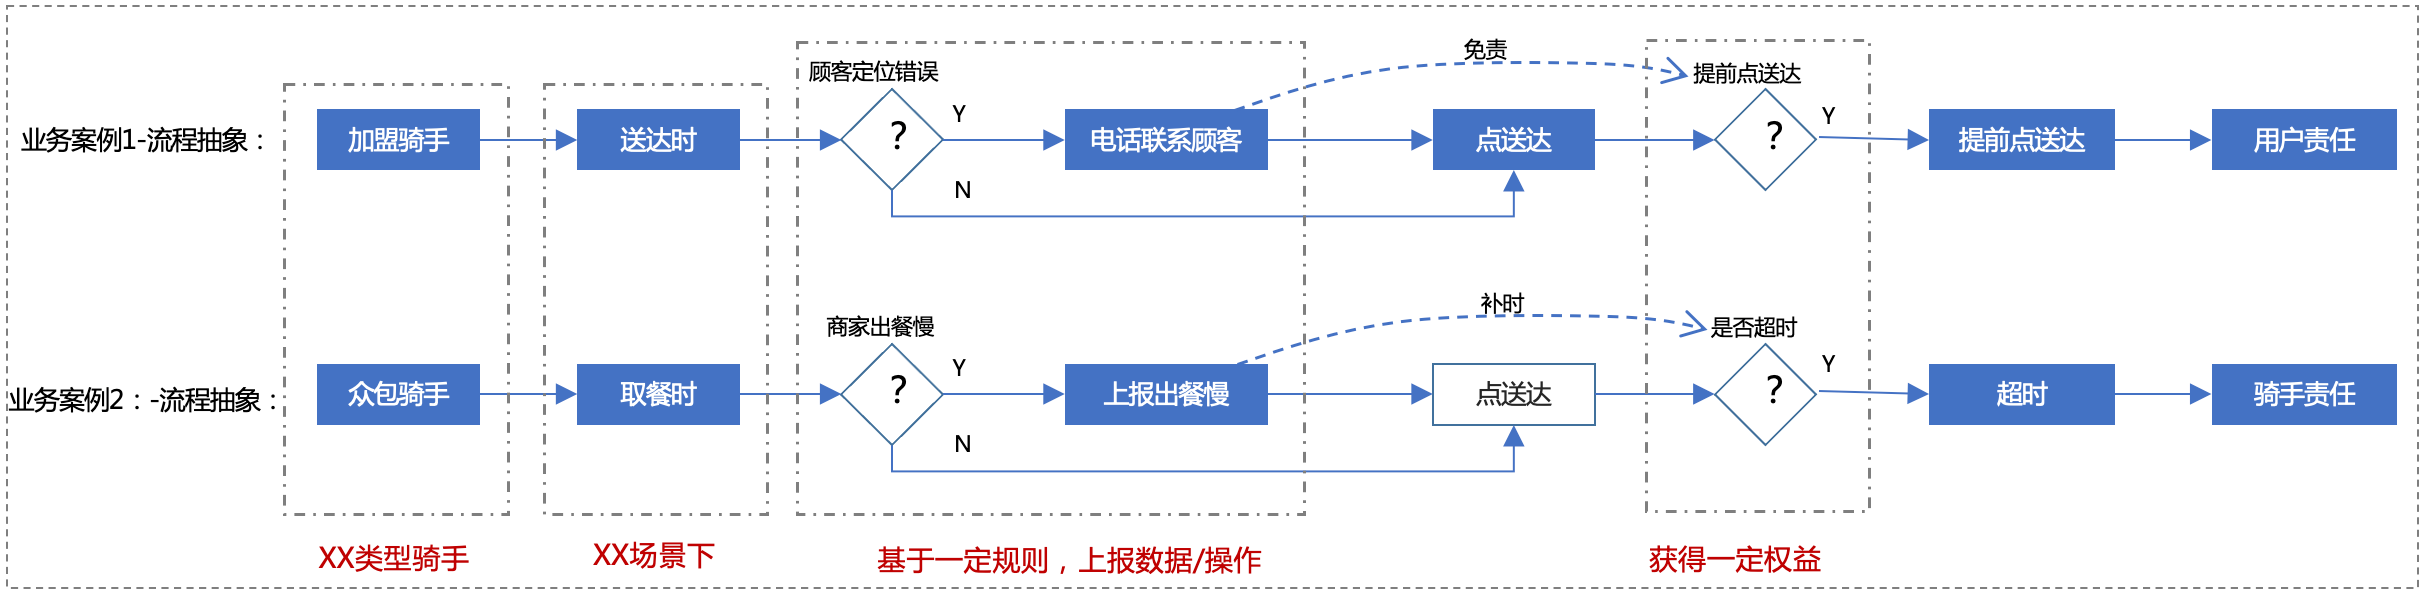 业务案例1-流程抽象：
加盟骑手
送达时
顾客定位错误
?
Y
N
电话联系顾客
免责
点送达
提前点送达
?
Y
提前点送达
用户责任
业务案例2：-流程抽象：
众包骑手
取餐时
商家出餐慢
?
Y
N
上报出餐慢
补时
点送达
是否超时
?
Y
超时
骑手责任
XX类型骑手
XX场景下
基于一定规则，上报数据/操作
获得一定权益